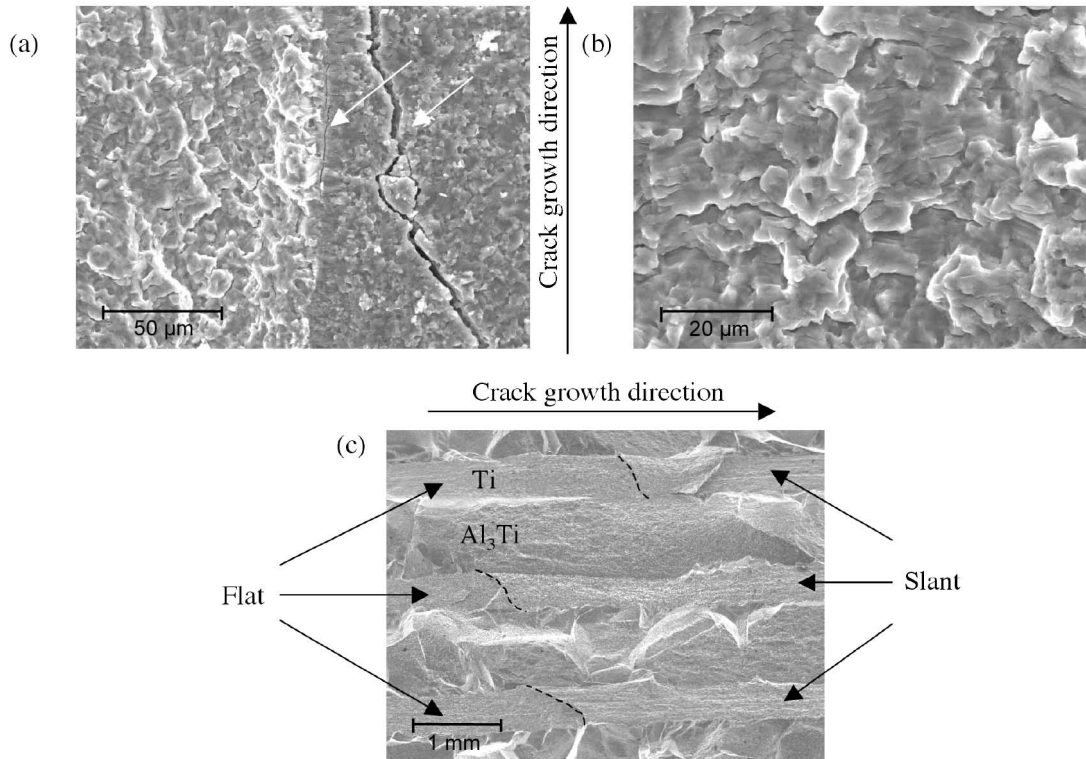 (a)
50 µm
Crack growth direction
(b)
20 µm
Crack growth direction
(c)
Ti
Al₃Ti
Flat
Slant
1 mm